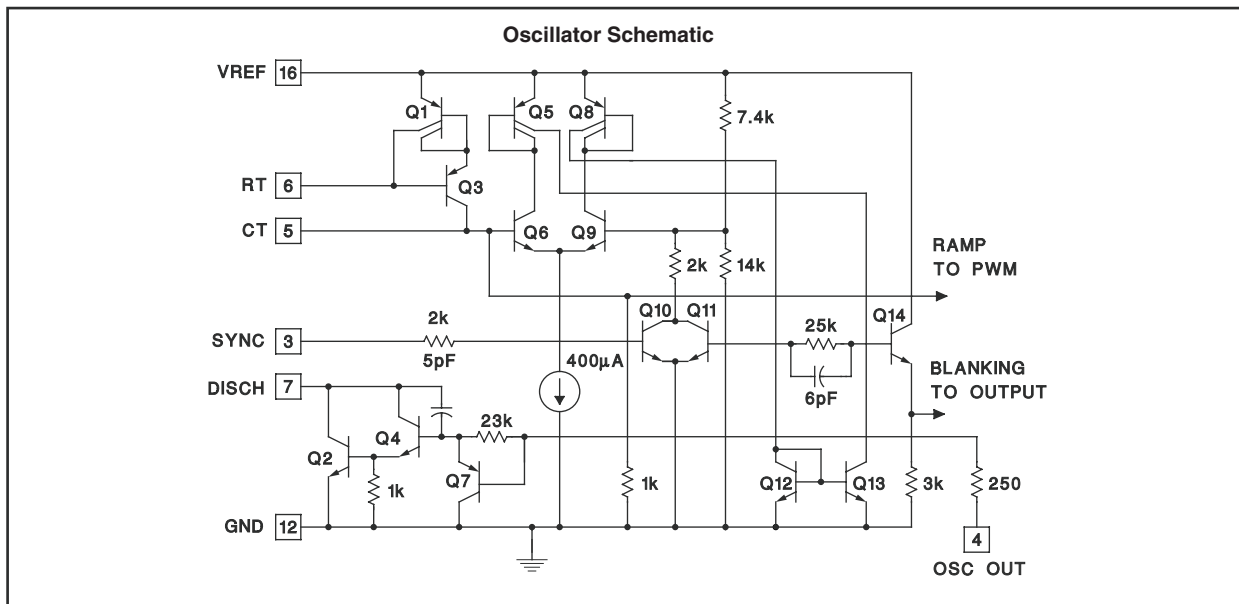 Oscillator Schematic
VREF 16
Q1
Q5
Q8
7.4k
RT 6
Q3
CT 5
Q6
Q9
2k
14k
RAMP
TO PWM
Q10
Q11
2k
25k
Q14
SYNC 3
5pF
400µA
6pF
BLANKING
TO OUTPUT
DISCH 7
23k
Q4
Q2
Q7
1k
1k
Q12
Q13
3k
250
GND 12
4
OSC OUT